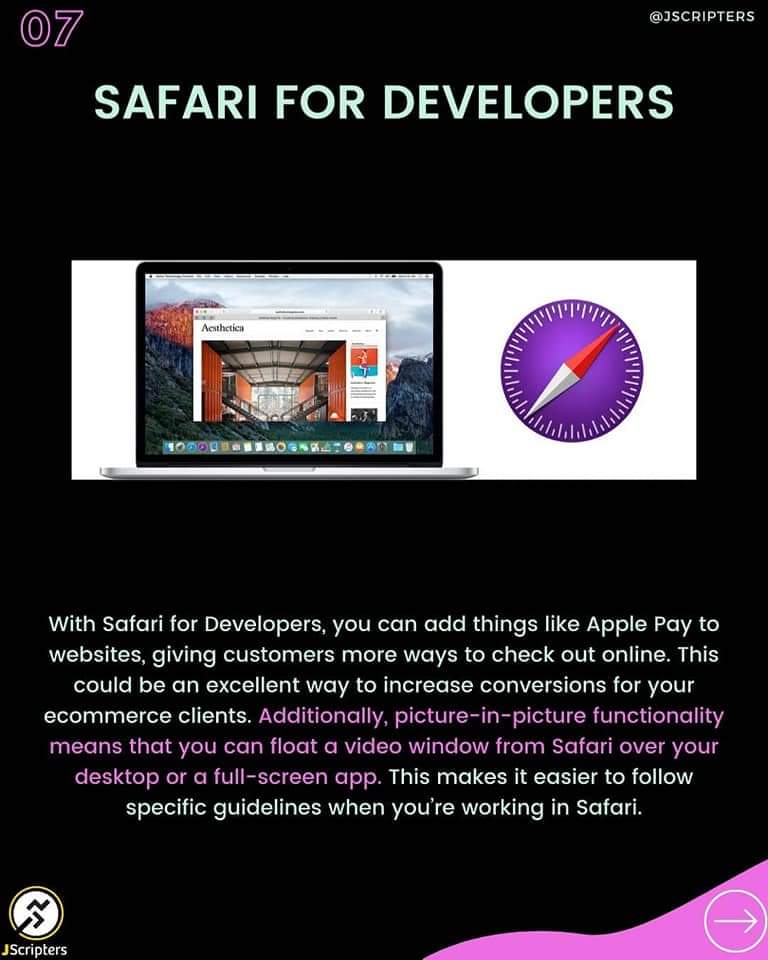 07
@JSCRIPTERS
SAFARI FOR DEVELOPERS
Aesthetica
With Safari for Developers, you can add things like Apple Pay to
websites, giving customers more ways to check out online. This
could be an excellent way to increase conversions for your
ecommerce clients. Additionally, picture-in-picture functionality
means that you can float a video window from Safari over your
desktop or a full-screen app. This makes it easier to follow
specific guidelines when you’re working in Safari.
JScripters